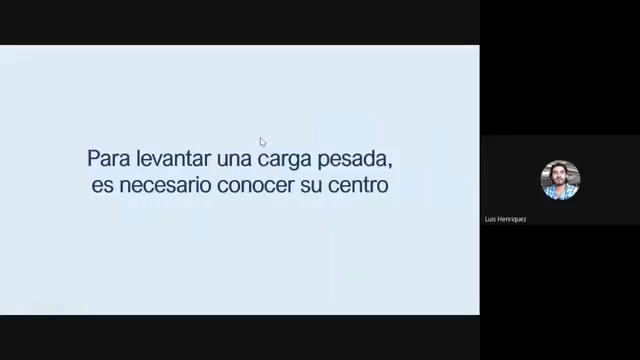 Para levantar una carga pesada,
es necesario conocer su centro
Luis Henriquez